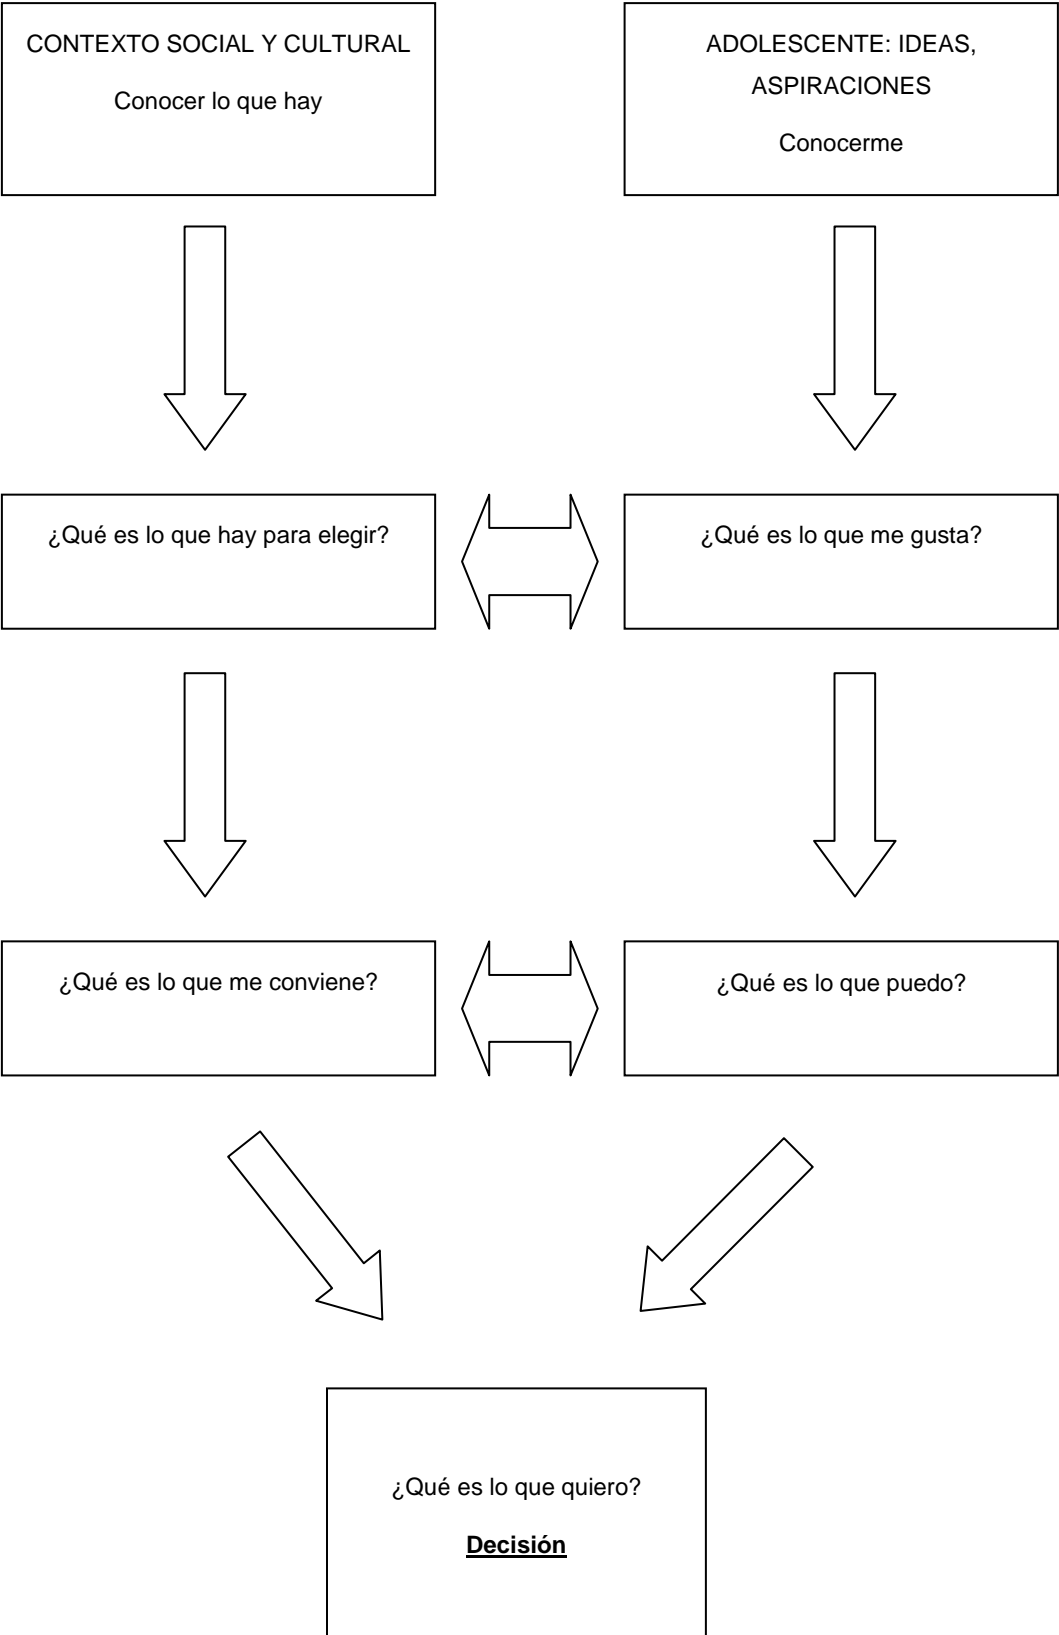 CONTEXTO SOCIAL Y CULTURAL
Conocer lo que hay
ADOLESCENTE: IDEAS,
ASPIRACIONES
Conocerme
¿Qué es lo que hay para elegir?
¿Qué es lo que me gusta?
¿Qué es lo que me conviene?
¿Qué es lo que puedo?
¿Qué es lo que quiero?
Decisión